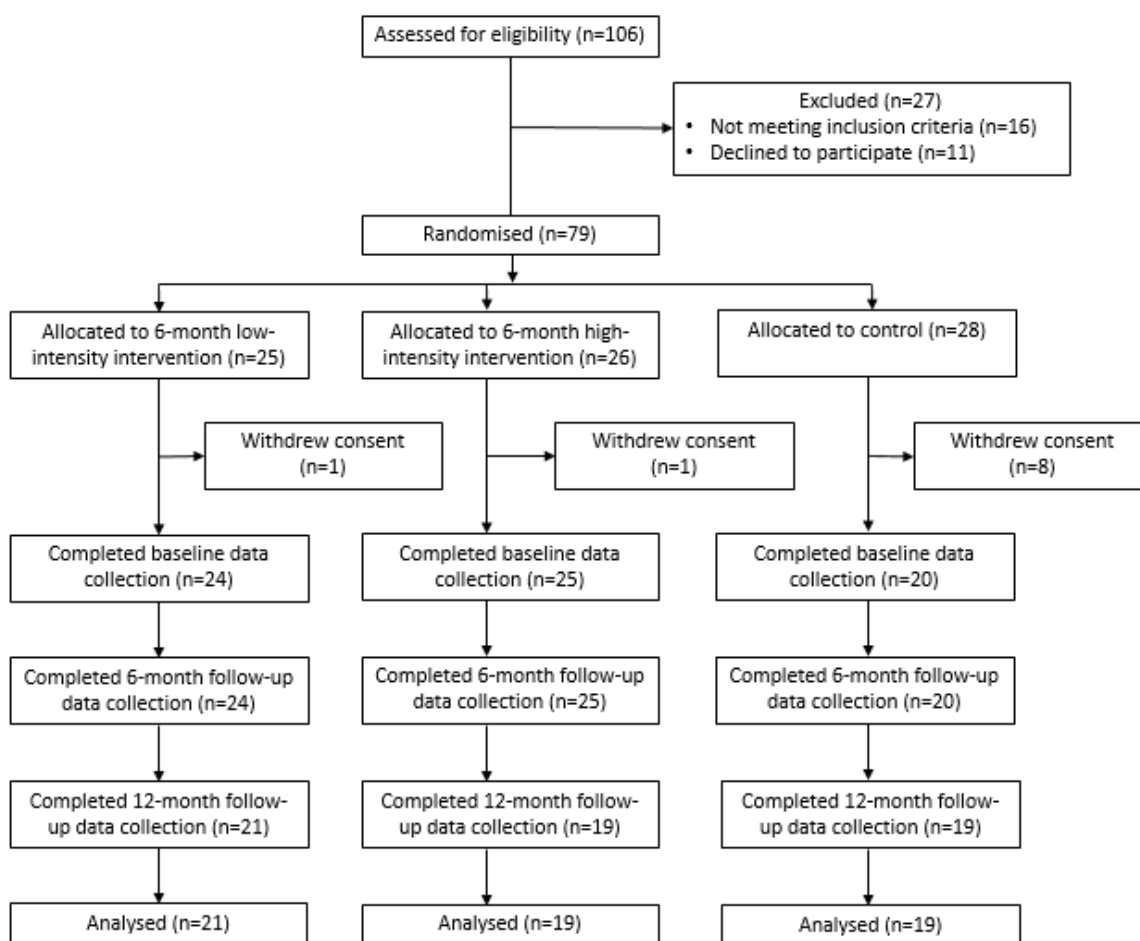 Assessed for eligibility (n=106)
Excluded (n=27)
• Not meeting inclusion criteria (n=16)
• Declined to participate (n=11)
Randomised (n=79)
Allocated to 6-month low-
intensity intervention (n=25)
Allocated to 6-month high-
intensity intervention (n=26)
Allocated to control (n=28)
Withdrew consent
(n=1)
Withdrew consent
(n=1)
Withdrew consent
(n=8)
Completed baseline data
collection (n=24)
Completed baseline data
collection (n=25)
Completed baseline data
collection (n=20)
Completed 6-month follow-up
data collection (n=24)
Completed 6-month follow-up
data collection (n=25)
Completed 6-month follow-up
data collection (n=20)
Completed 12-month follow-
up data collection (n=21)
Completed 12-month follow-
up data collection (n=19)
Completed 12-month follow-
up data collection (n=19)
Analysed (n=21)
Analysed (n=19)
Analysed (n=19)